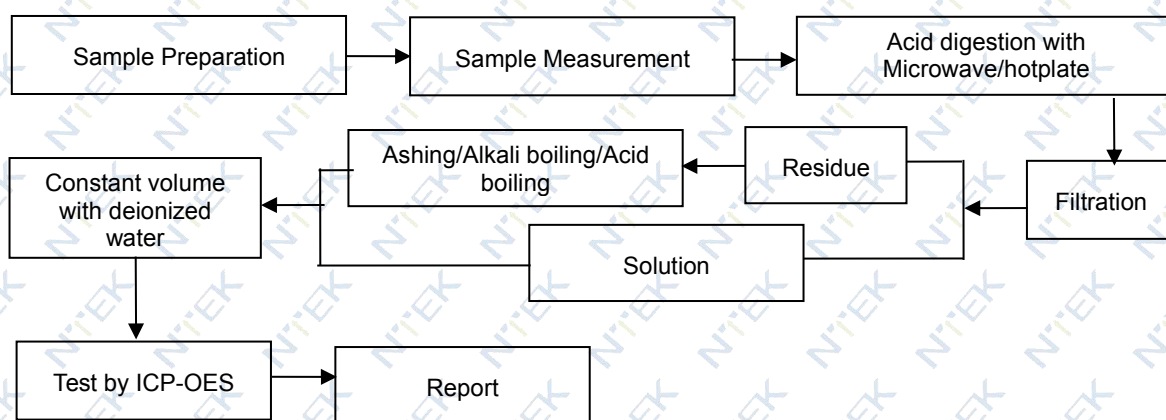 Sample Preparation
Sample Measurement
Acid digestion with
Microwave/hotplate
Ashing/Alkali boiling/Acid
boiling
Residue
Filtration
Constant volume
with deionized
water
Solution
Test by ICP-OES
Report